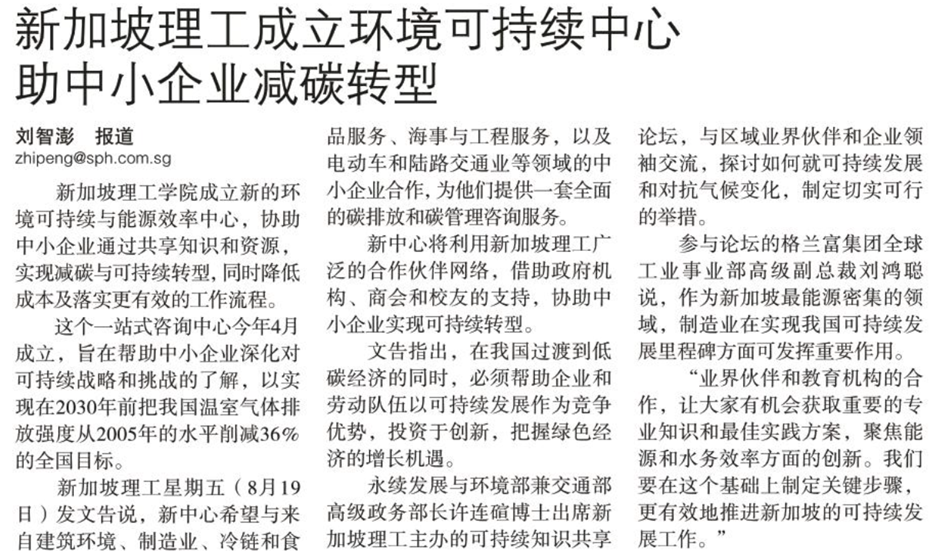 新加坡理工成立环境可持续中心
助中小企业减碳转型
刘智澎 报道
zhipeng@sph.com.sg
新加坡理工学院成立新的环
境可持续与能源效率中心，协助
中小企业通过共享知识和资源，
实现减碳与可持续转型，同时降低
成本及落实更有效的工作流程。
这个一站式咨询中心今年4月
成立，旨在帮助中小企业深化对
可持续战略和挑战的了解，以实
现在2030年前把我国温室气体排
放强度从2005年的水平削减36%
的全国目标。
新加坡理工星期五（8月19
日）发文告说，新中心希望与来
自建筑环境、制造业、冷链和食
品服务、海事与工程服务，以及
电动车和陆路交通业等领域的中
小企业合作，为他们提供一套全面
的碳排放和碳管理咨询服务。
新中心将利用新加坡理工广
泛的合作伙伴网络，借助政府机
构、商会和校友的支持，协助中
小企业实现可持续转型。
文告指出，在我国过渡到低
碳经济的同时，必须帮助企业和
劳动队伍以可持续发展作为竞争
优势，投资于创新，把握绿色经
济的增长机遇。
永续发展与环境部兼交通部
高级政务部长许连碹博士出席新
加坡理工主办的可持续知识共享
论坛，与区域业界伙伴和企业领
袖交流，探讨如何就可持续发展
和对抗气候变化，制定切实可行
的举措。
参与论坛的格兰富集团全球
工业事业部高级副总裁刘鸿聪
说，作为新加坡最能源密集的领
域，制造业在实现我国可持续发
展里程碑方面可发挥重要作用。
“业界伙伴和教育机构的合
作，让大家有机会获取重要的专
业知识和最佳实践方案，聚焦能
源和水务效率方面的创新。我们
要在这个基础上制定关键步骤，
更有效地推进新加坡的可持续发
展工作。”